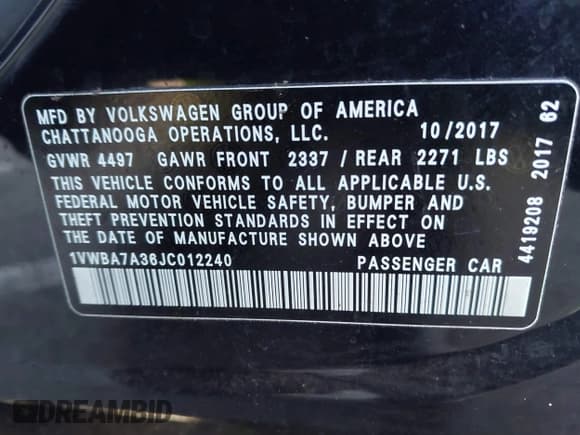 MFD BY VOLKSWAGEN GROUP OF AMERICA
CHATTANOOGA OPERATIONS, LLC. 10/2017
GVWR 4497 GAWR FRONT 2337 / REAR 2271 LBS
THIS VEHICLE CONFORMS TO ALL APPLICABLE U.S.
FEDERAL MOTOR VEHICLE SAFETY, BUMPER AND
THEFT PREVENTION STANDARDS IN EFFECT ON
THE DATE OF MANUFACTURE SHOWN ABOVE
1VWBA7A36JC012240 PASSENGER CAR
4419208 2017 62
DREAMBID